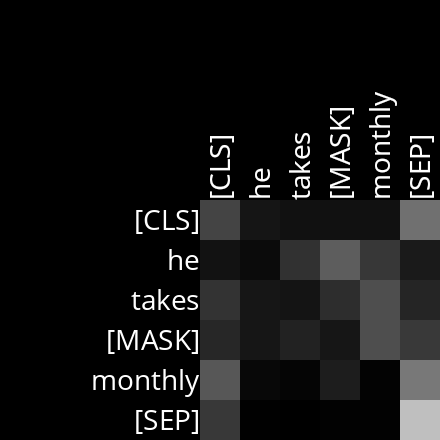 [CLS]
he
takes
[MASK]
monthly
[SEP]
[CLS]
he
takes
[MASK]
monthly
[SEP]